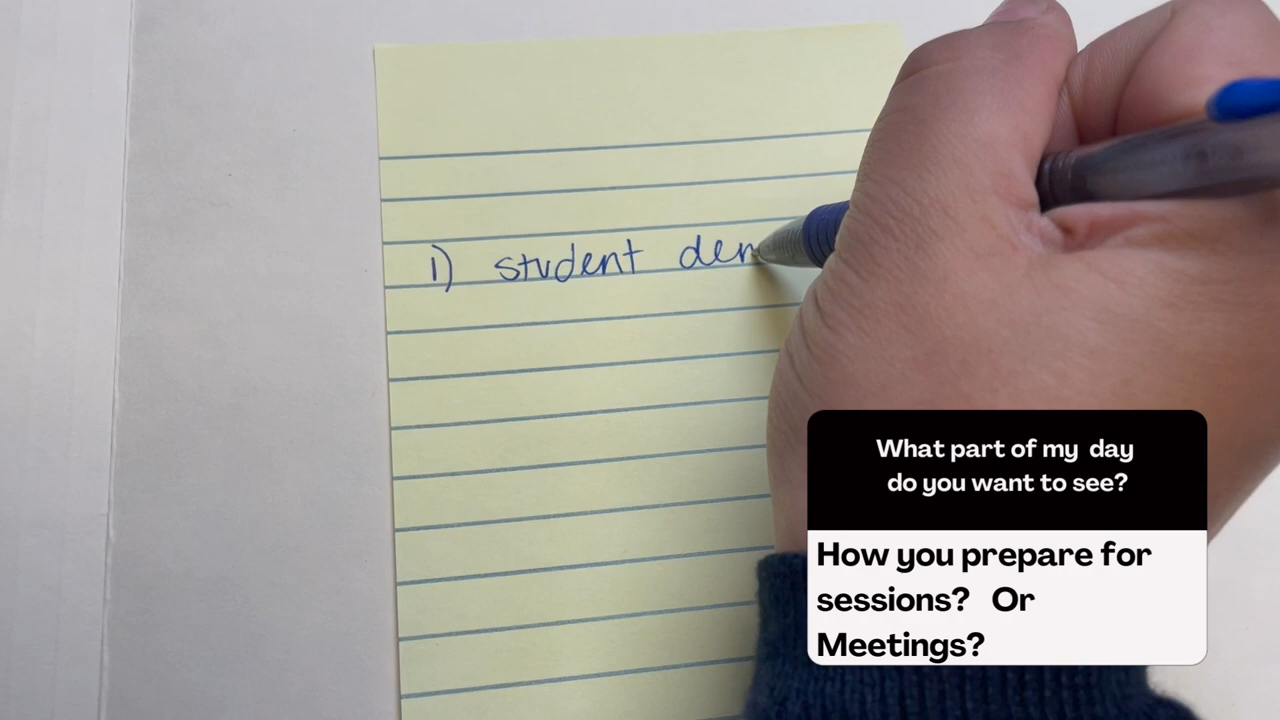 1) student dem
What part of my day
do you want to see?
How you prepare for
sessions? Or
Meetings?